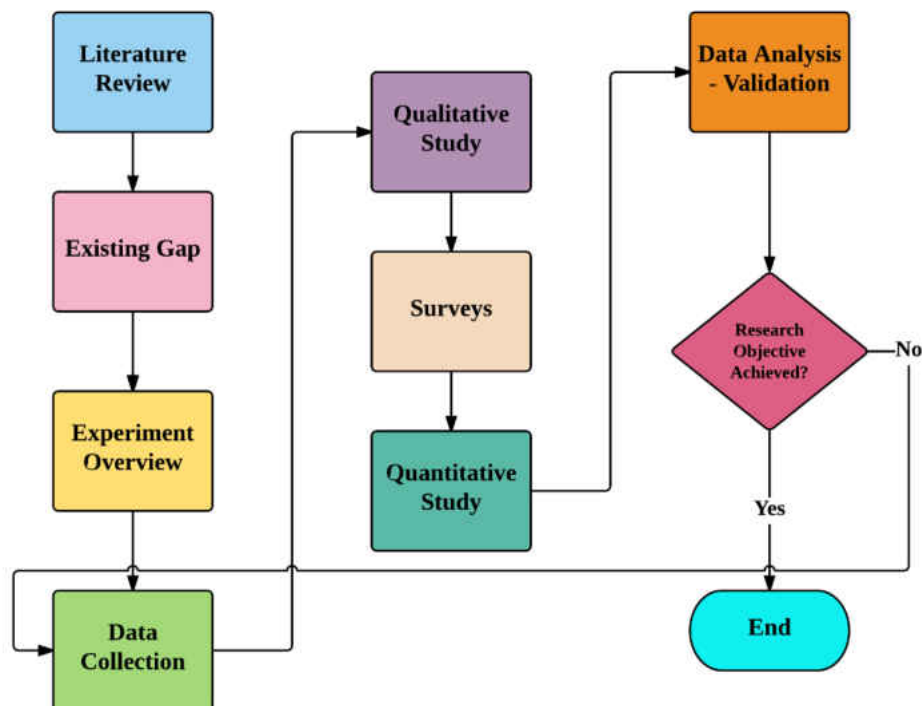 Literature
Review
Existing Gap
Experiment
Overview
Data
Collection
Qualitative
Study
Surveys
Quantitative
Study
Data Analysis
- Validation
Research
Objective
Achieved?
No
Yes
End